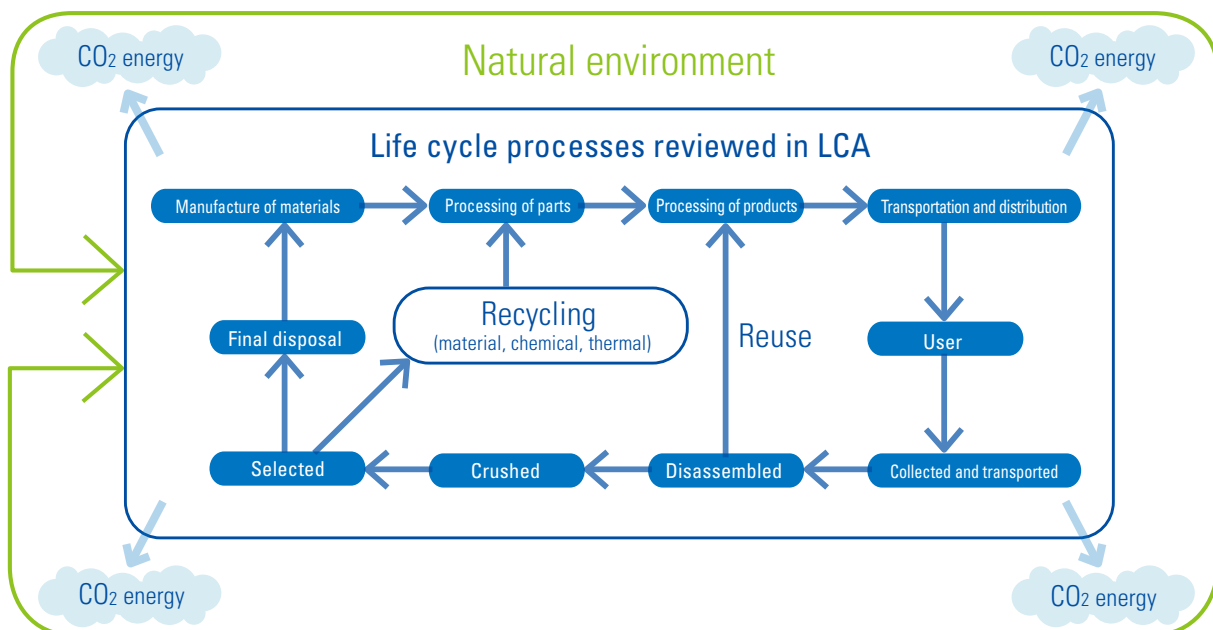 CO2 energy
Natural environment
CO2 energy
Life cycle processes reviewed in LCA
Manufacture of materials
Processing of parts
Processing of products
Transportation and distribution
Recycling
(material, chemical, thermal)
Final disposal
Reuse
User
Selected
Crushed
Disassembled
Collected and transported
CO2 energy
CO2 energy